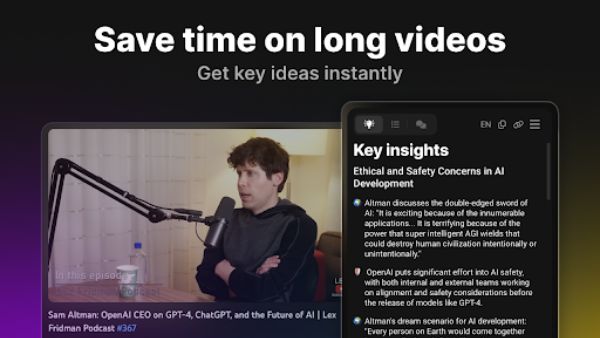 Save time on long videos
Get key ideas instantly
EN
Key insights
Ethical and Safety Concerns in AI
Development
Altman discusses the double-edged sword of
AI: "It is exciting because of the innumerable
applications... It is terrifying because of the
power that super intelligent AGI wields that
could destroy human civilization intentionally or
unintentionally."
OpenAI puts significant effort into AI safety,
with both internal and external teams working
on alignment and safety considerations before
the release of models like GPT-4.
Altman's dream scenario for AI development:
"Every person on Earth would come together
In this episode
LE
Sam Altman: OpenAI CEO on GPT-4, ChatGPT, and the Future of AI | Lex
Fridman Podcast #367